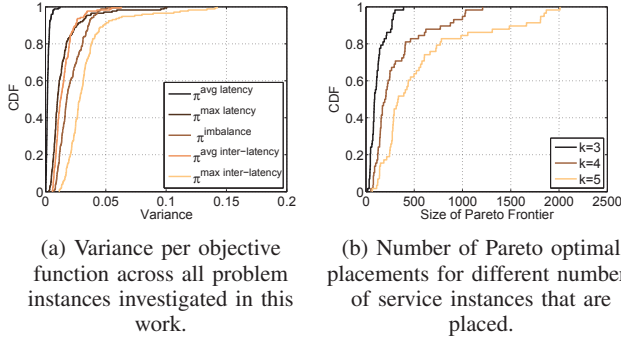 1
0.8
0.6
0.4
0.2
0
CDF
0 0.05 0.1 0.15 0.2
Variance
π^avg latency
π^max latency
π^imbalance
π^avg inter-latency
π^max inter-latency
1
0.8
0.6
0.4
0.2
0
CDF
0 500 1000 1500 2000 2500
Size of Pareto Frontier
k=3
k=4
k=5
(a) Variance per objective
function across all problem
instances investigated in this
work.
(b) Number of Pareto optimal
placements for different number
of service instances that are
placed.